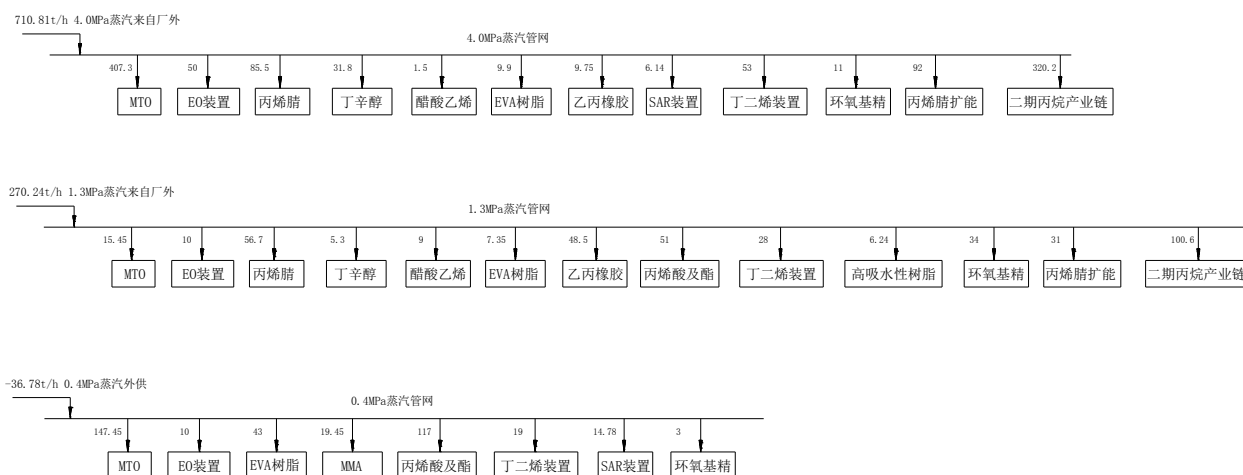 710.81t/h 4.0MPa蒸汽来自厂外
4.0MPa蒸汽管网
407.3 50 85.5 31.8 1.5 9.9 9.75 6.14 53 11 92 320.2
MTO EO装置 丙烯腈 丁辛醇 醋酸乙烯 EVA树脂 乙丙橡胶 SAR装置 丁二烯装置 环氧基精 丙烯腈扩能 二期丙烷产业链
270.24t/h 1.3MPa蒸汽来自厂外
1.3MPa蒸汽管网
15.45 10 56.7 5.3 9 7.35 48.5 51 28 6.24 34 31 100.6
MTO EO装置 丙烯腈 丁辛醇 醋酸乙烯 EVA树脂 乙丙橡胶 丙烯酸及酯 丁二烯装置 高吸水性树脂 环氧基精 丙烯腈扩能 二期丙烷产业链
-36.78t/h 0.4MPa蒸汽外供
0.4MPa蒸汽管网
147.45 10 43 19.45 117 19 14.78 3
MTO EO装置 EVA树脂 MMA 丙烯酸及酯 丁二烯装置 SAR装置 环氧基精